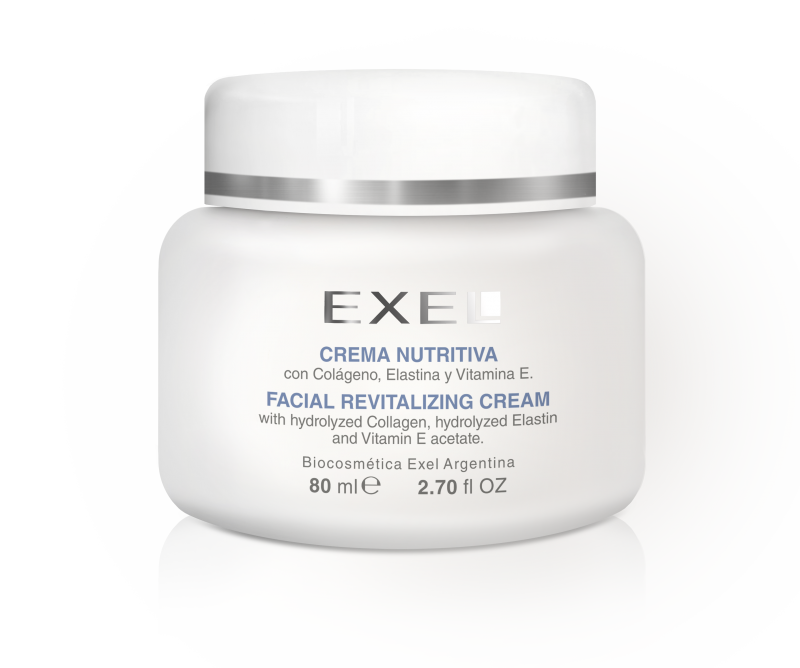 EXEL
CREMA NUTRITIVA
con Colágeno, Elastina y Vitamina E.
FACIAL REVITALIZING CREAM
with hydrolyzed Collagen, hydrolyzed Elastin
and Vitamin E acetate.
Biocosmética Exel Argentina
80 ml℮ 2.70 fl OZ